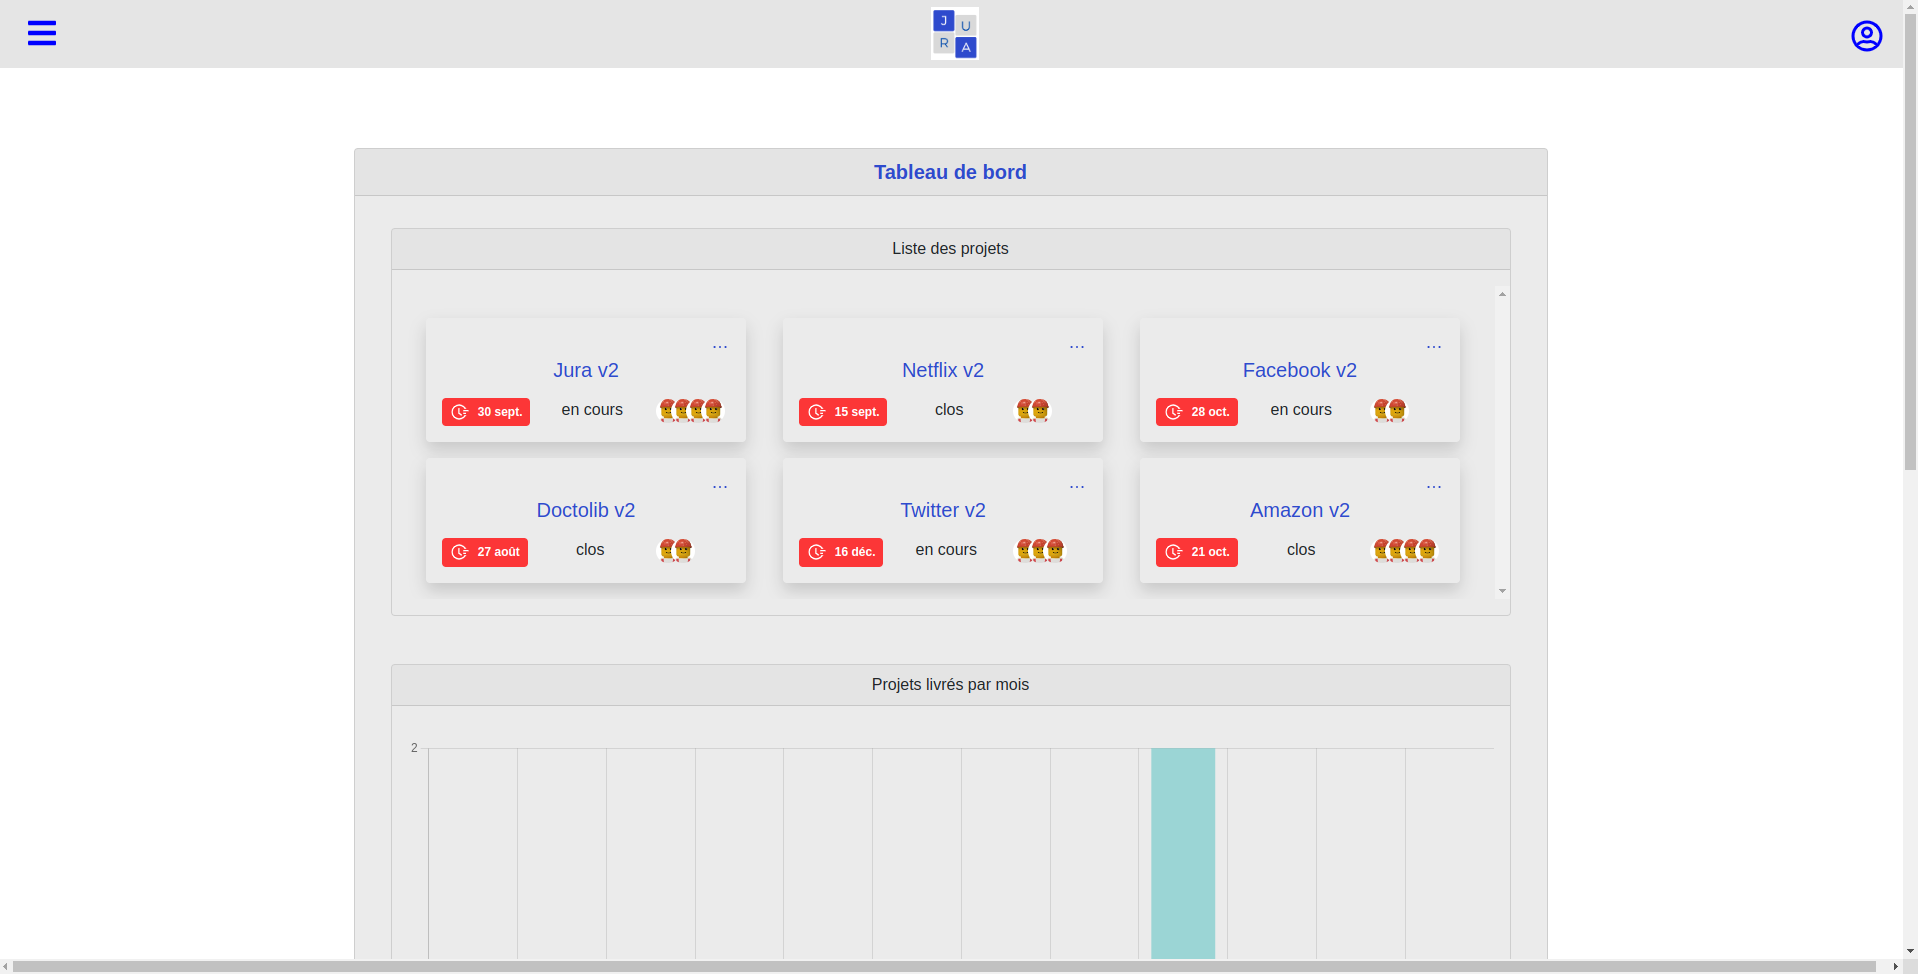 J U
R A
Tableau de bord
Liste des projets
... ... ...
Jura v2 Netflix v2 Facebook v2
30 sept. en cours 15 sept. clos 28 oct. en cours
... ... ...
Doctolib v2 Twitter v2 Amazon v2
27 août clos 16 déc. en cours 21 oct. clos
Projets livrés par mois
2